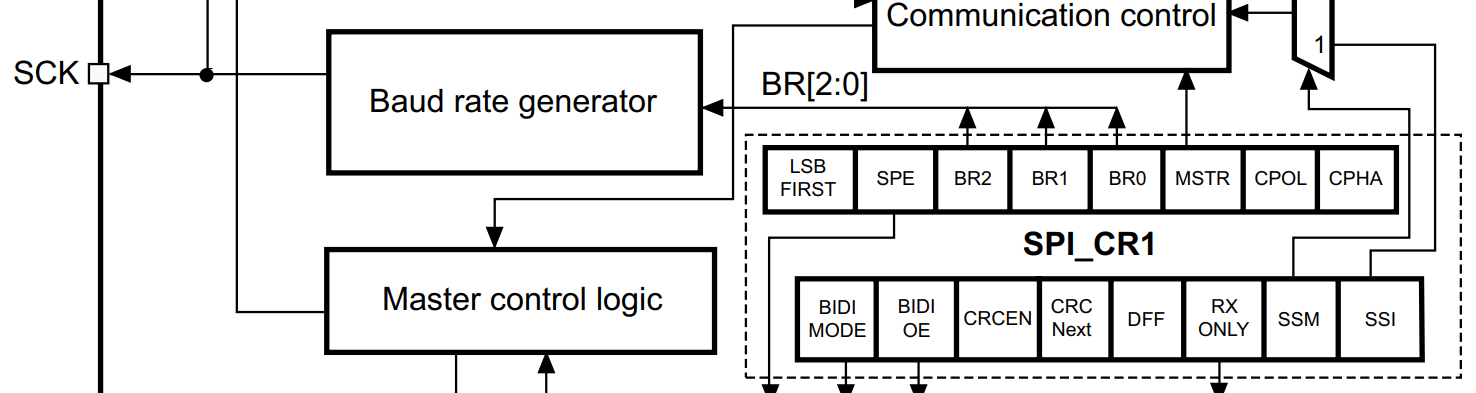 Communication control
1
SCK
BR[2:0]
Baud rate generator
LSB
FIRST
SPE
BR2
BR1
BR0
MSTR
CPOL
CPHA
SPI_CR1
Master control logic
BIDI
MODE
BIDI
OE
CRCEN
CRC
Next
DFF
RX
ONLY
SSM
SSI